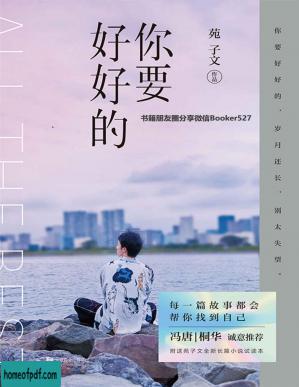 你要
好好的
苑子文
作品
书籍朋友圈分享微信Booker527
你要好好的，岁月还长，别太失望。
ALL THE BEST
每一篇故事都会
帮你找到自己
冯唐|桐华 诚意推荐
附送苑子文全新长篇小说试读本
homeofpdf.com